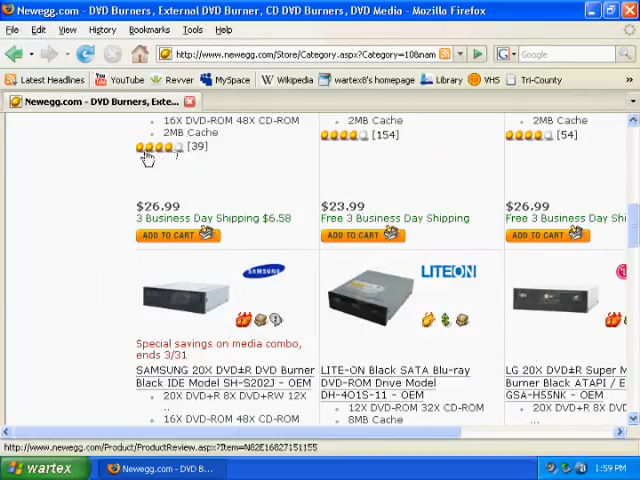 Newegg.com - DVD Burners, External DVD Burner, CD DVD Burners, DVD Media - Mozilla Firefox
File Edit View History Bookmarks Tools Help
http://www.newegg.com/Store/Category.aspx?Category=10&nam
Google
Latest Headlines YouTube Revver MySpace Wikipedia wartex8's homepage Library VHS Tri-County
Newegg.com - DVD Burners, Exte...
16X DVD-ROM 48X CD-ROM
2MB Cache
[39]
$26.99
3 Business Day Shipping $6.58
ADD TO CART
2MB Cache
[154]
$23.99
Free 3 Business Day Shipping
ADD TO CART
2MB Cache
[54]
$26.99
Free 3 Business Day Shi
ADD TO CART
SAMSUNG
Special savings on media combo,
ends 3/31
SAMSUNG 20X DVD±R DVD Burner
Black IDE Model SH-S202J - OEM
20X DVD+R 8X DVD+RW 12X
..
16X DVD-ROM 48X CD-ROM
LITEON
LITE-ON Black SATA Blu-ray
DVD-ROM Drive Model
DH-401S-11 - OEM
12X DVD-ROM 32X CD-ROM
8MB Cache
LG 20X DVD±R Super M
Burner Black ATAPI / E
GSA-H55NK - OEM
20X DVD+R 8X DVD
..
http://www.newegg.com/Product/ProductReview.aspx?Item=N82E16827151155
wartex
Newegg.com - DVD B...
1:59 PM